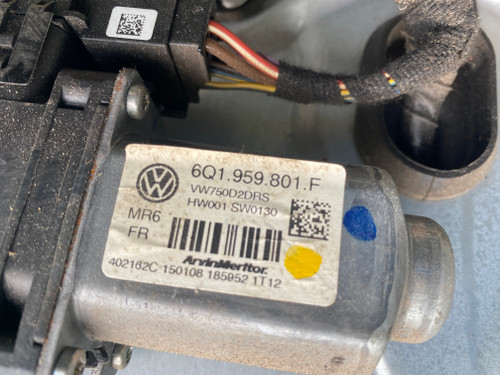 6Q1.959.801.F
VW750D2DRS
HW001 SW0130
MR6
FR
ArvinMeritor
402162C 150108 185952 1T12